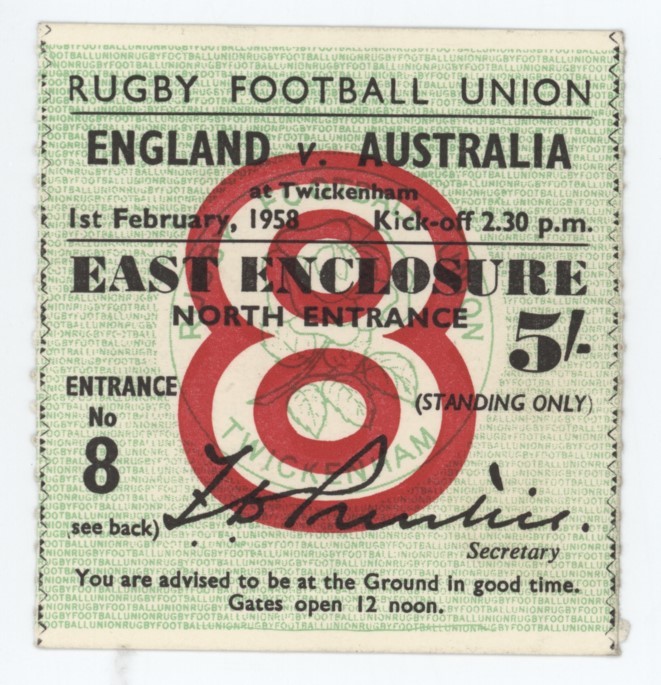 RUGBY FOOTBALL UNION
ENGLAND v. AUSTRALIA
at Twickenham
1st February, 1958 Kick-off 2.30 p.m.
EAST ENCLOSURE
NORTH ENTRANCE
5/-
ENTRANCE
No
8
(STANDING ONLY)
8
TWICKENHAM
see back)
Secretary
You are advised to be at the Ground in good time.
Gates open 12 noon.